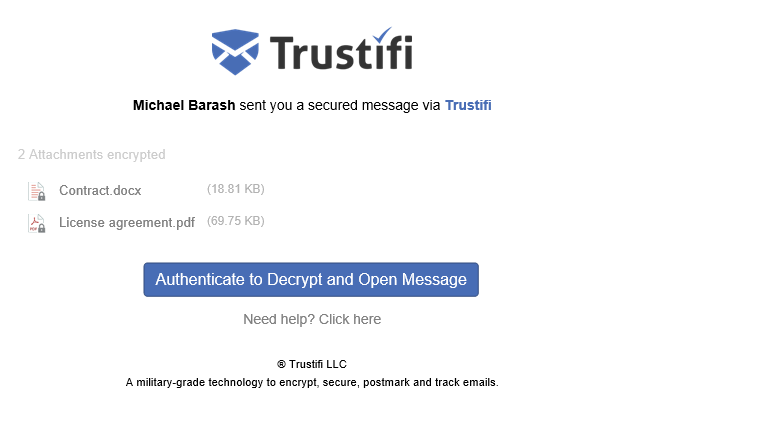 Trustifi
Michael Barash sent you a secured message via Trustifi
2 Attachments encrypted
Contract.docx (18.81 KB)
PDF License agreement.pdf (69.75 KB)
Authenticate to Decrypt and Open Message
Need help? Click here
® Trustifi LLC
A military-grade technology to encrypt, secure, postmark and track emails.